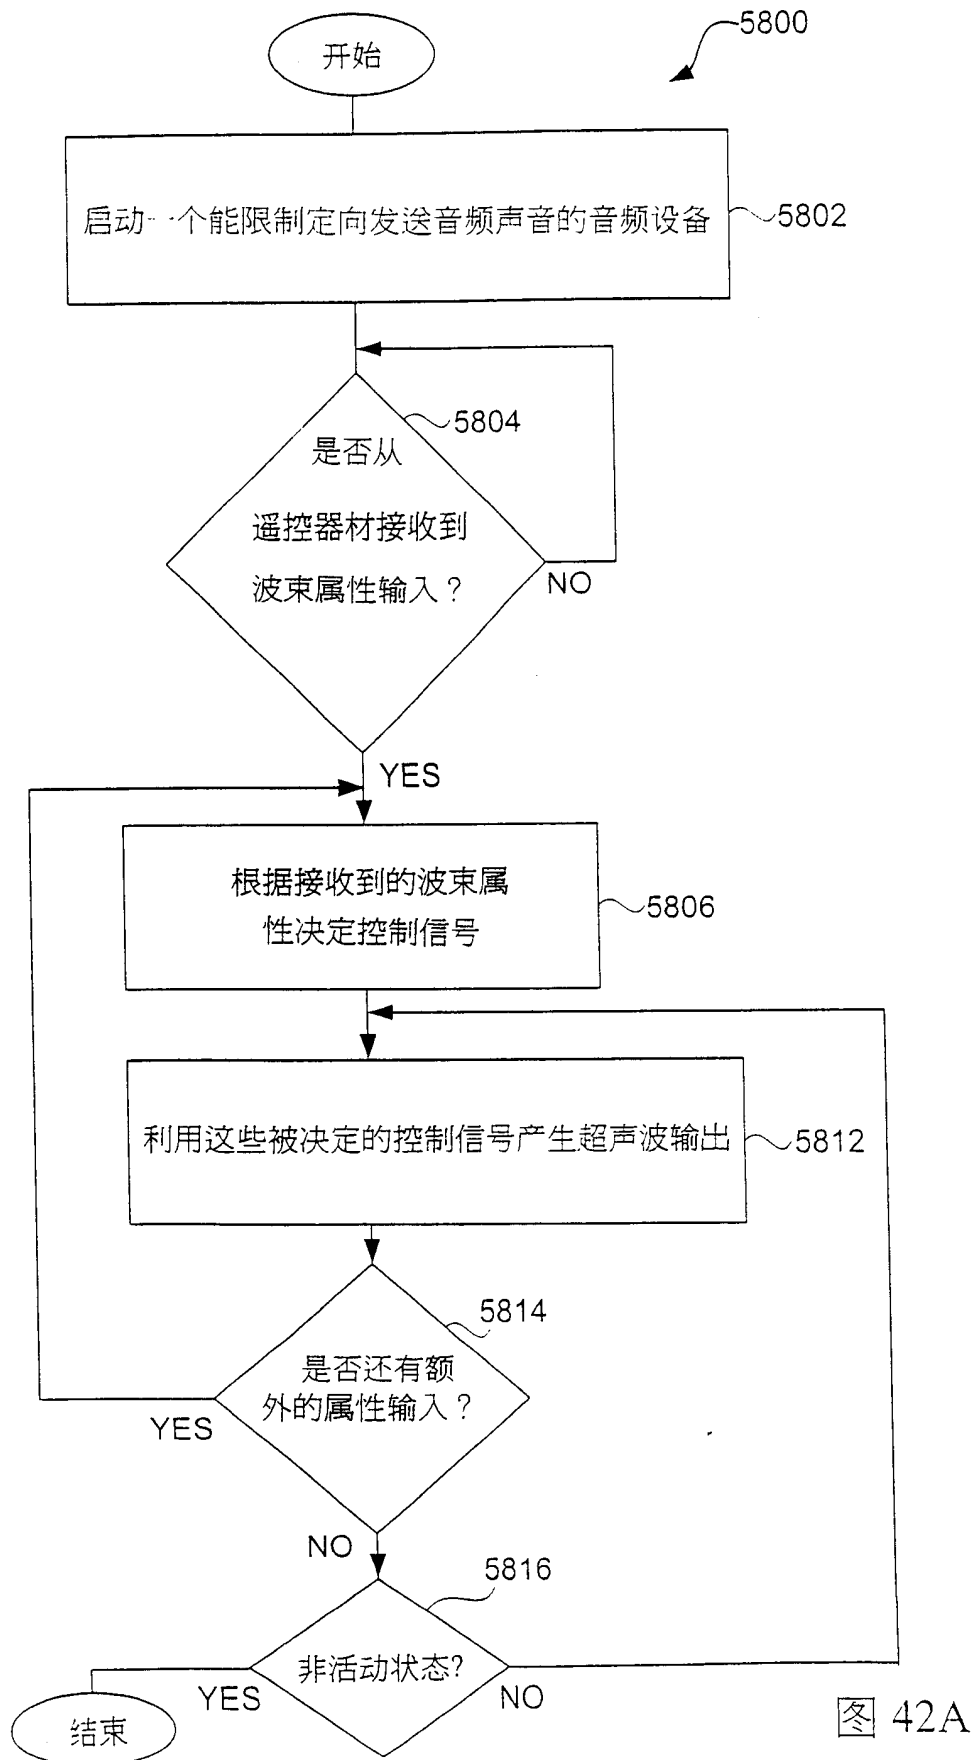 5800
开始
启动一个能限制定向发送音频声音的音频设备
5802
5804
是否从
遥控器材接收到
波束属性输入？
NO
YES
根据接收到的波束属
性决定控制信号
5806
利用这些被决定的控制信号产生超声波输出
5812
5814
是否还有额
外的属性输入？
YES
NO
5816
非活动状态?
YES
NO
结束
图 42A